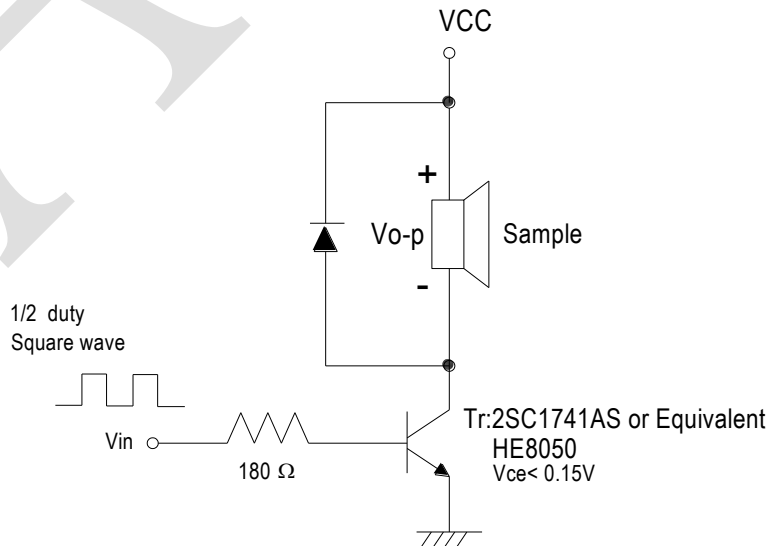 VCC
+
Vo-p
Sample
-
1/2 duty
Square wave
Vin
180 Ω
Tr:2SC1741AS or Equivalent
HE8050
Vce< 0.15V